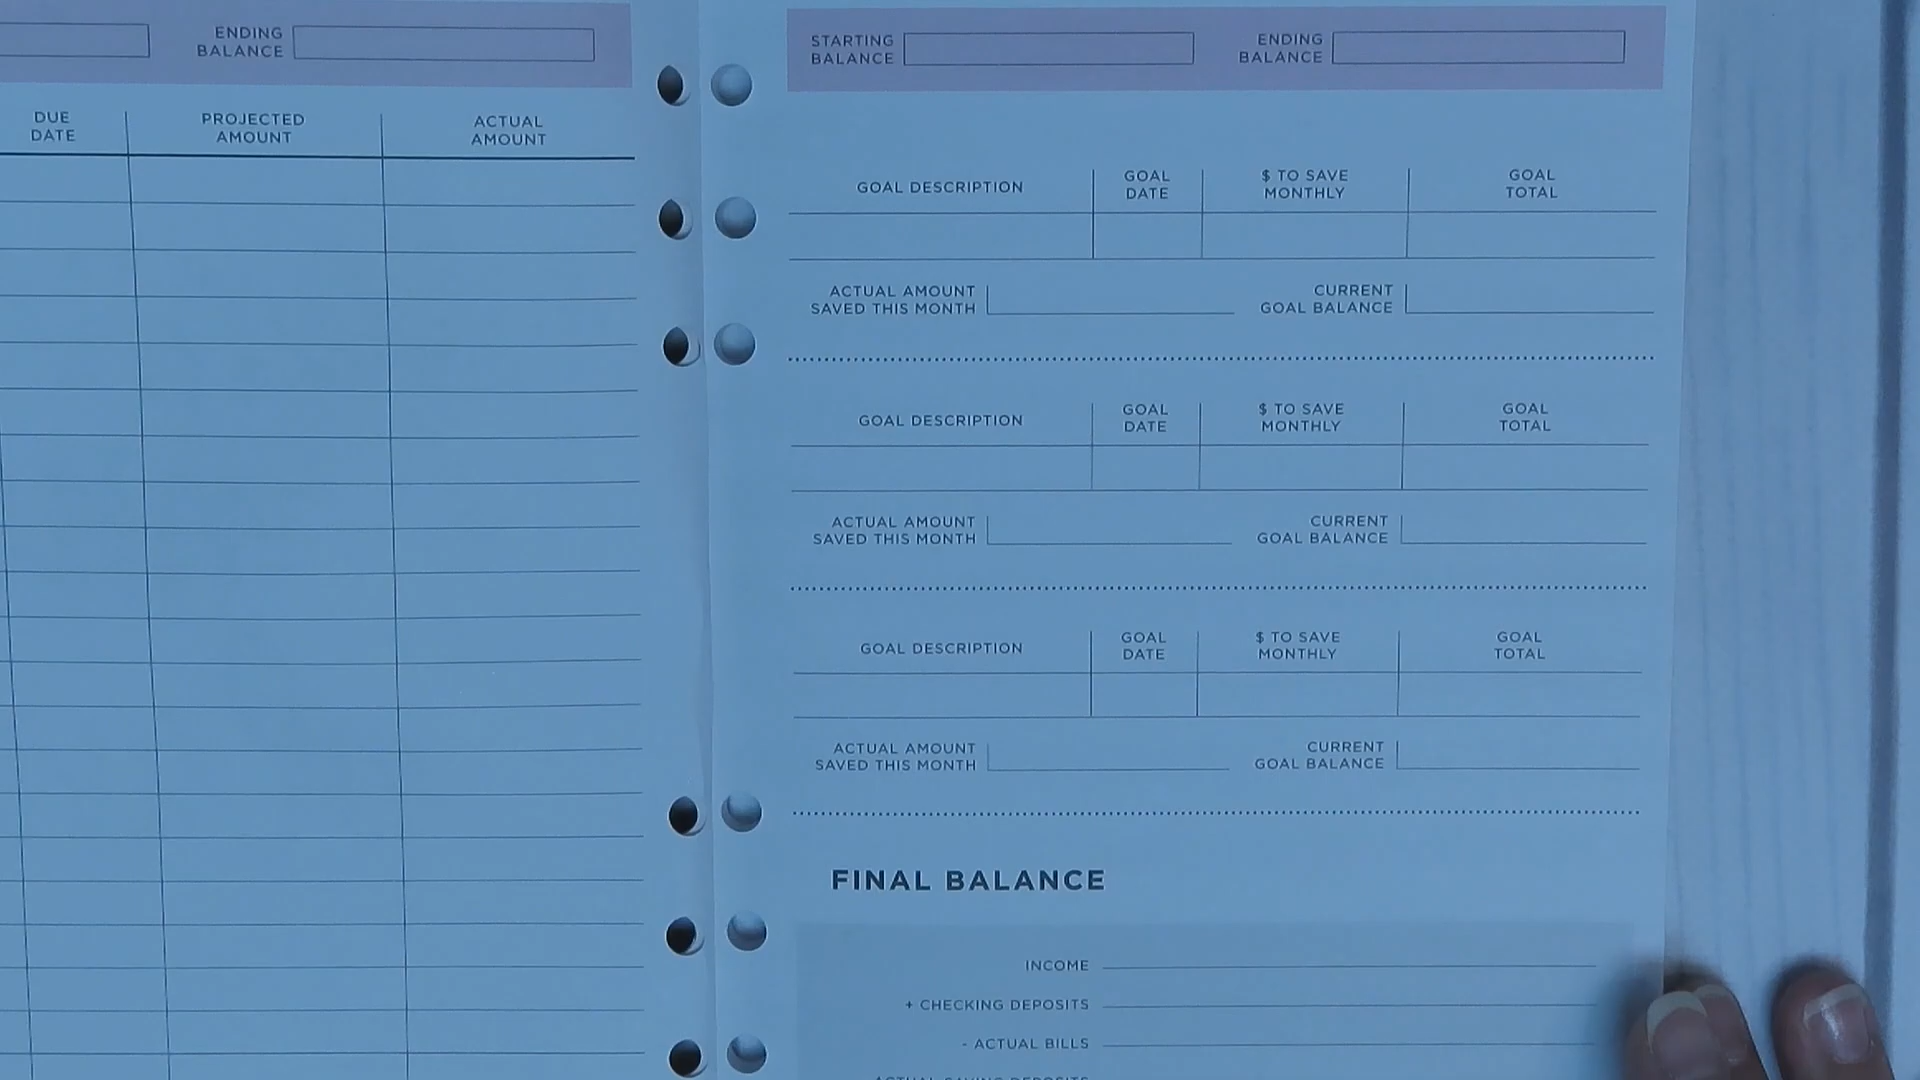 ENDING
BALANCE
DUE
DATE
PROJECTED
AMOUNT
ACTUAL
AMOUNT
STARTING
BALANCE
ENDING
BALANCE
GOAL DESCRIPTION
GOAL
DATE
$ TO SAVE
MONTHLY
GOAL
TOTAL
ACTUAL AMOUNT
SAVED THIS MONTH
CURRENT
GOAL BALANCE
GOAL DESCRIPTION
GOAL
DATE
$ TO SAVE
MONTHLY
GOAL
TOTAL
ACTUAL AMOUNT
SAVED THIS MONTH
CURRENT
GOAL BALANCE
GOAL DESCRIPTION
GOAL
DATE
$ TO SAVE
MONTHLY
GOAL
TOTAL
ACTUAL AMOUNT
SAVED THIS MONTH
CURRENT
GOAL BALANCE
FINAL BALANCE
INCOME
+ CHECKING DEPOSITS
- ACTUAL BILLS